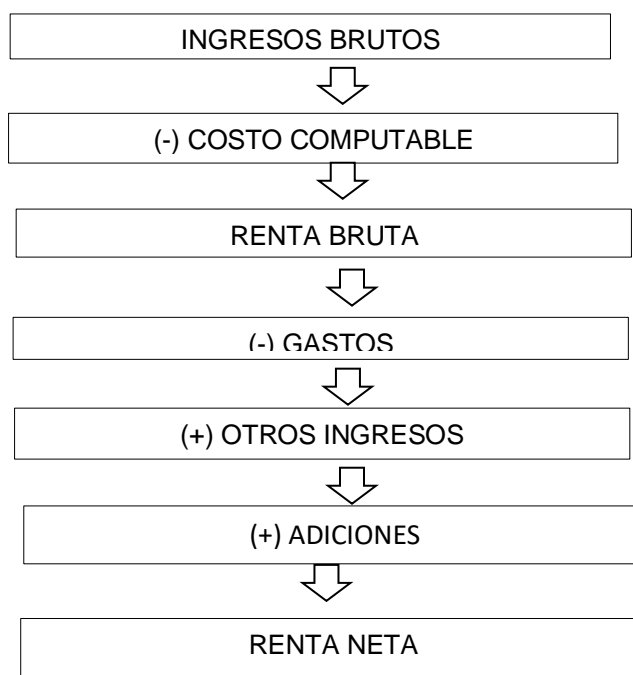 INGRESOS BRUTOS
(-) COSTO COMPUTABLE
RENTA BRUTA
(-) GASTOS
(+) OTROS INGRESOS
(+) ADICIONES
RENTA NETA